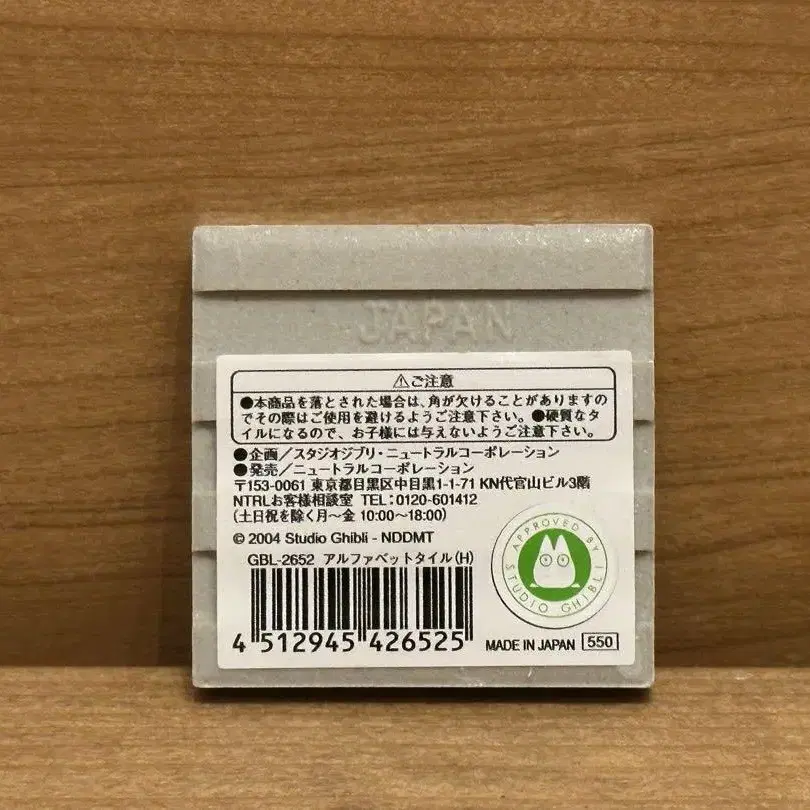 JAPAN
⚠ご注意
●本商品を落とされた場合は、角が欠けることがありますの
でその際はご使用を避けるようご注意下さい。●硬質なタ
イルになるので、お子様には与えないようご注意下さい。
●企画/スタジオジブリ・ニュートラルコーポレーション
●発売/ニュートラルコーポレーション
〒153-0061 東京都目黒区中目黒1-1-71 KN代官山ビル3階
NTRLお客様相談室 TEL:0120-601412
(土日祝を除く月～金 10:00～18:00)
© 2004 Studio Ghibli - NDDMT
GBL-2652 アルファベットタイル(H)
4 512945 426525
APPROVED BY
STUDIO GHIBLI
MADE IN JAPAN 550